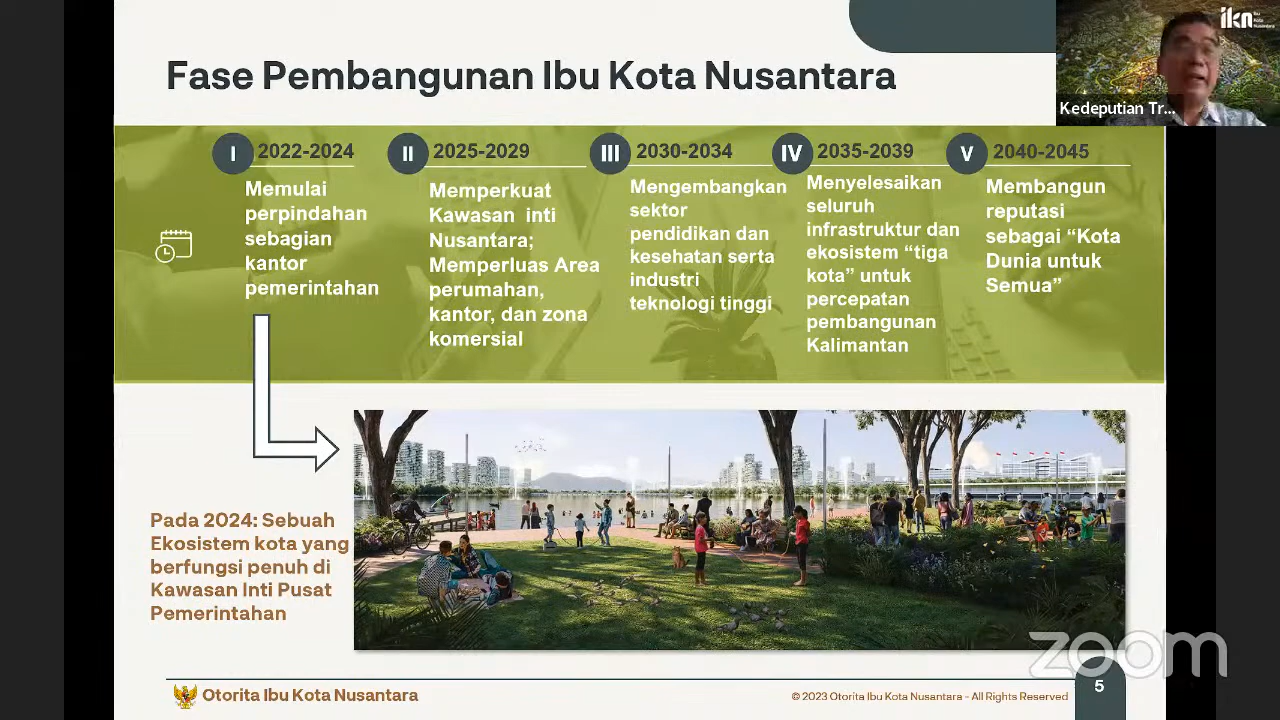 ikn Ibu
Kota
Nusantara
Kedeputian Tr...
Fase Pembangunan Ibu Kota Nusantara
I 2022-2024
Memulai
perpindahan
sebagian
kantor
pemerintahan
II 2025-2029
Memperkuat
Kawasan inti
Nusantara;
Memperluas Area
perumahan,
kantor, dan zona
komersial
III 2030-2034
Mengembangkan
sektor
pendidikan dan
kesehatan serta
industri
teknologi tinggi
IV 2035-2039
Menyelesaikan
seluruh
infrastruktur dan
ekosistem “tiga
kota” untuk
percepatan
pembangunan
Kalimantan
V 2040-2045
Membangun
reputasi
sebagai “Kota
Dunia untuk
Semua”
Pada 2024: Sebuah
Ekosistem kota yang
berfungsi penuh di
Kawasan Inti Pusat
Pemerintahan
zoom
Otorita Ibu Kota Nusantara
© 2023 Otorita Ibu Kota Nusantara - All Rights Reserved
5